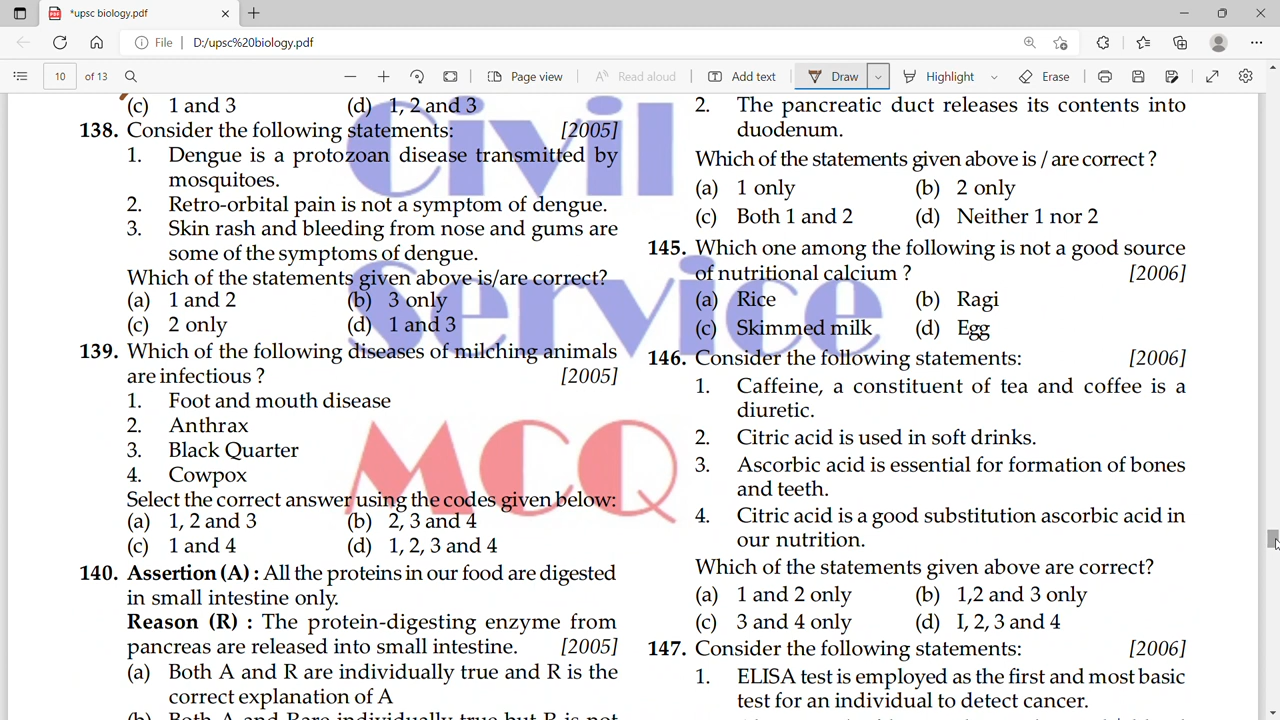 *upsc biology.pdf
File
D:/upsc%20biology.pdf
10 of 13
Page view
Read aloud
Add text
Draw
Highlight
Erase
(c) 1 and 3 (d) 1, 2 and 3
138. Consider the following statements: [2005]
1. Dengue is a protozoan disease transmitted by
mosquitoes.
2. Retro-orbital pain is not a symptom of dengue.
3. Skin rash and bleeding from nose and gums are
some of the symptoms of dengue.
Which of the statements given above is/are correct?
(a) 1 and 2 (b) 3 only
(c) 2 only (d) 1 and 3
139. Which of the following diseases of milching animals
are infectious ? [2005]
1. Foot and mouth disease
2. Anthrax
3. Black Quarter
4. Cowpox
Select the correct answer using the codes given below:
(a) 1, 2 and 3 (b) 2, 3 and 4
(c) 1 and 4 (d) 1, 2, 3 and 4
140. Assertion (A) : All the proteins in our food are digested
in small intestine only.
Reason (R) : The protein-digesting enzyme from
pancreas are released into small intestine. [2005]
(a) Both A and R are individually true and R is the
correct explanation of A
(b) Both A and R are individually true but R is not
2. The pancreatic duct releases its contents into
duodenum.
Which of the statements given above is / are correct ?
(a) 1 only (b) 2 only
(c) Both 1 and 2 (d) Neither 1 nor 2
145. Which one among the following is not a good source
of nutritional calcium ? [2006]
(a) Rice (b) Ragi
(c) Skimmed milk (d) Egg
146. Consider the following statements: [2006]
1. Caffeine, a constituent of tea and coffee is a
diuretic.
2. Citric acid is used in soft drinks.
3. Ascorbic acid is essential for formation of bones
and teeth.
4. Citric acid is a good substitution ascorbic acid in
our nutrition.
Which of the statements given above are correct?
(a) 1 and 2 only (b) 1,2 and 3 only
(c) 3 and 4 only (d) I, 2, 3 and 4
147. Consider the following statements: [2006]
1. ELISA test is employed as the first and most basic
test for an individual to detect cancer.
Civil
Service
MCQ